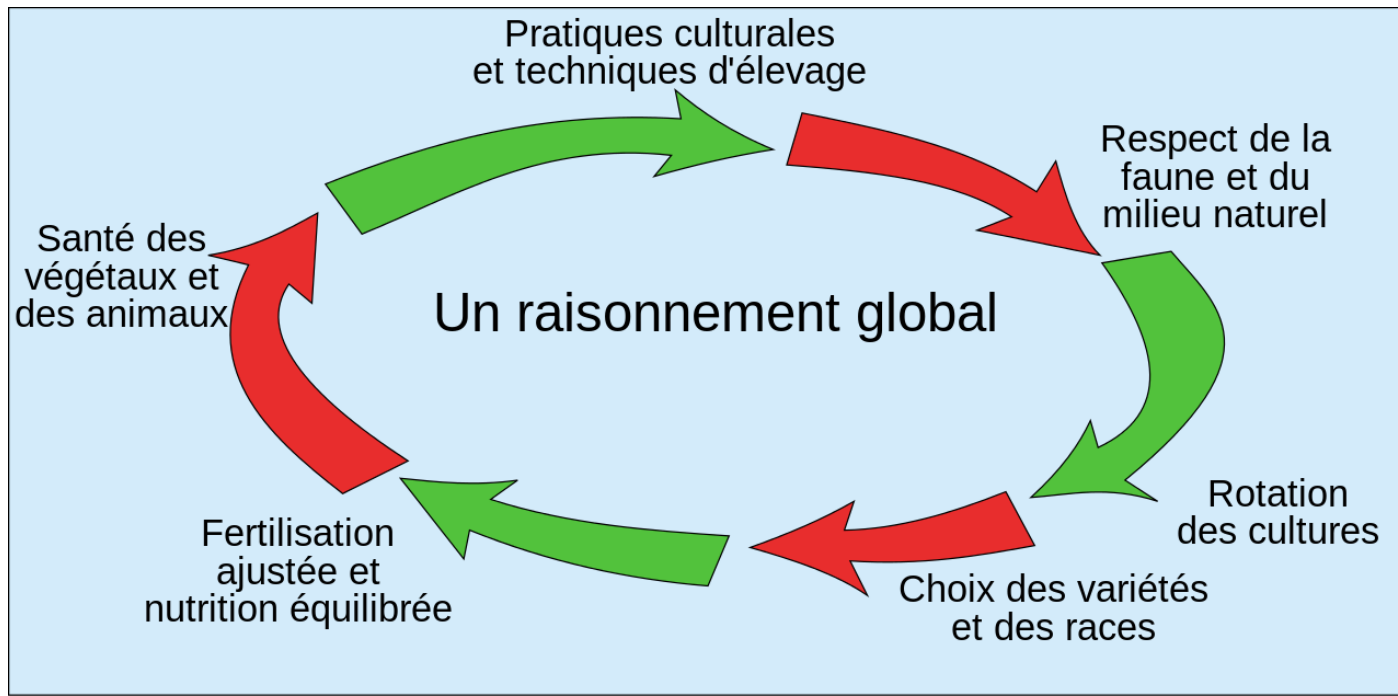 Pratiques culturales
et techniques d'élevage
Respect de la
faune et du
milieu naturel
Santé des
végétaux et
des animaux
Un raisonnement global
Rotation
des cultures
Fertilisation
ajustée et
nutrition équilibrée
Choix des variétés
et des races